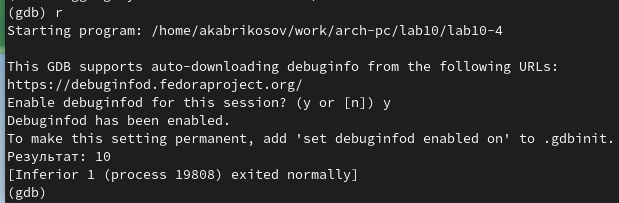 (gdb) r
Starting program: /home/akabrikosov/work/arch-pc/lab10/lab10-4
This GDB supports auto-downloading debuginfo from the following URLs:
https://debuginfod.fedoraproject.org/
Enable debuginfod for this session? (y or [n]) y
Debuginfod has been enabled.
To make this setting permanent, add 'set debuginfod enabled on' to .gdbinit.
Результат: 10
[Inferior 1 (process 19808) exited normally]
(gdb)